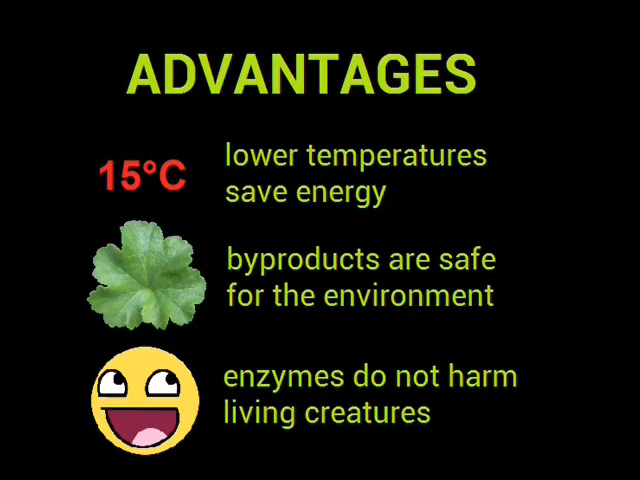 ADVANTAGES
15°C
lower temperatures
save energy
byproducts are safe
for the environment
enzymes do not harm
living creatures